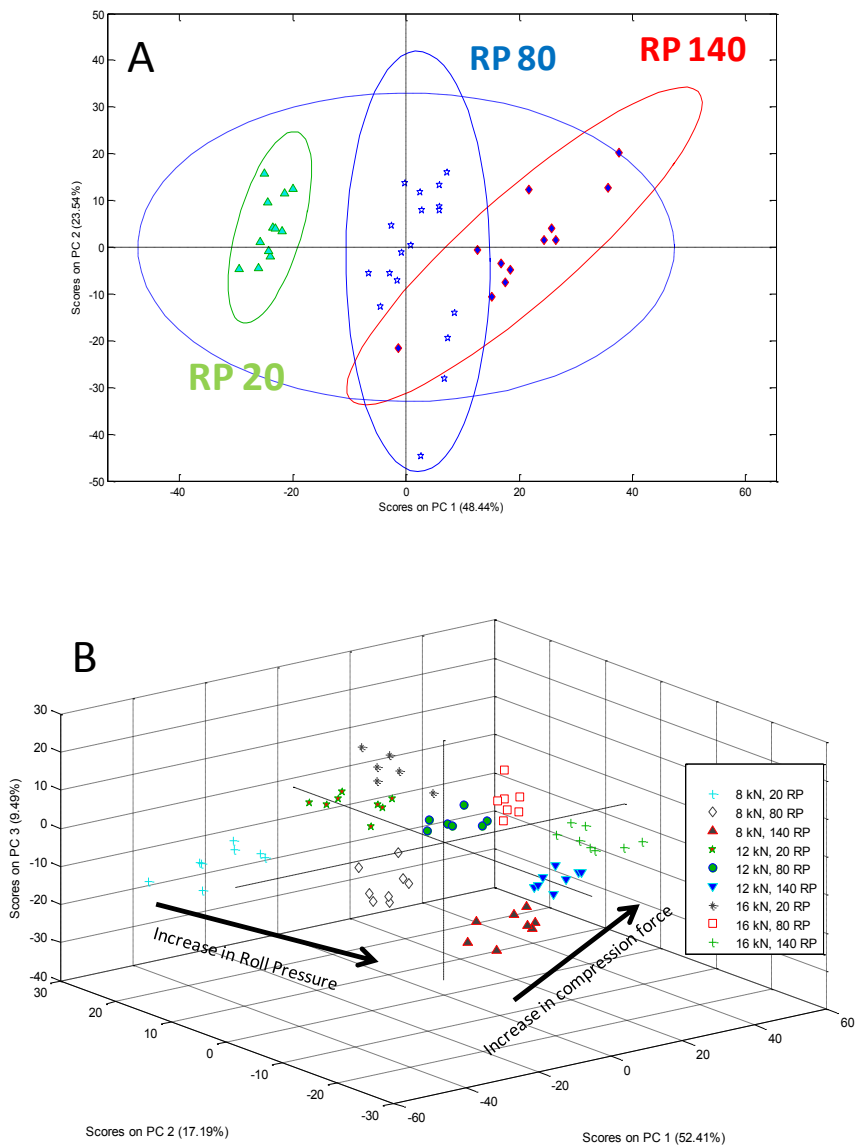 A
RP 80
RP 140
RP 20
50
40
30
20
10
0
-10
-20
-30
-40
-50
-40
-20
0
20
40
60
Scores on PC 2 (23.54%)
Scores on PC 1 (48.44%)
B
30
20
10
0
-10
-20
-30
-40
Scores on PC 3 (9.49%)
30
20
10
0
-10
-20
-30
Scores on PC 2 (17.19%)
-60
-40
-20
0
20
40
60
Scores on PC 1 (52.41%)
Increase in Roll Pressure
Increase in compression force
8 kN, 20 RP
8 kN, 80 RP
8 kN, 140 RP
12 kN, 20 RP
12 kN, 80 RP
12 kN, 140 RP
16 kN, 20 RP
16 kN, 80 RP
16 kN, 140 RP